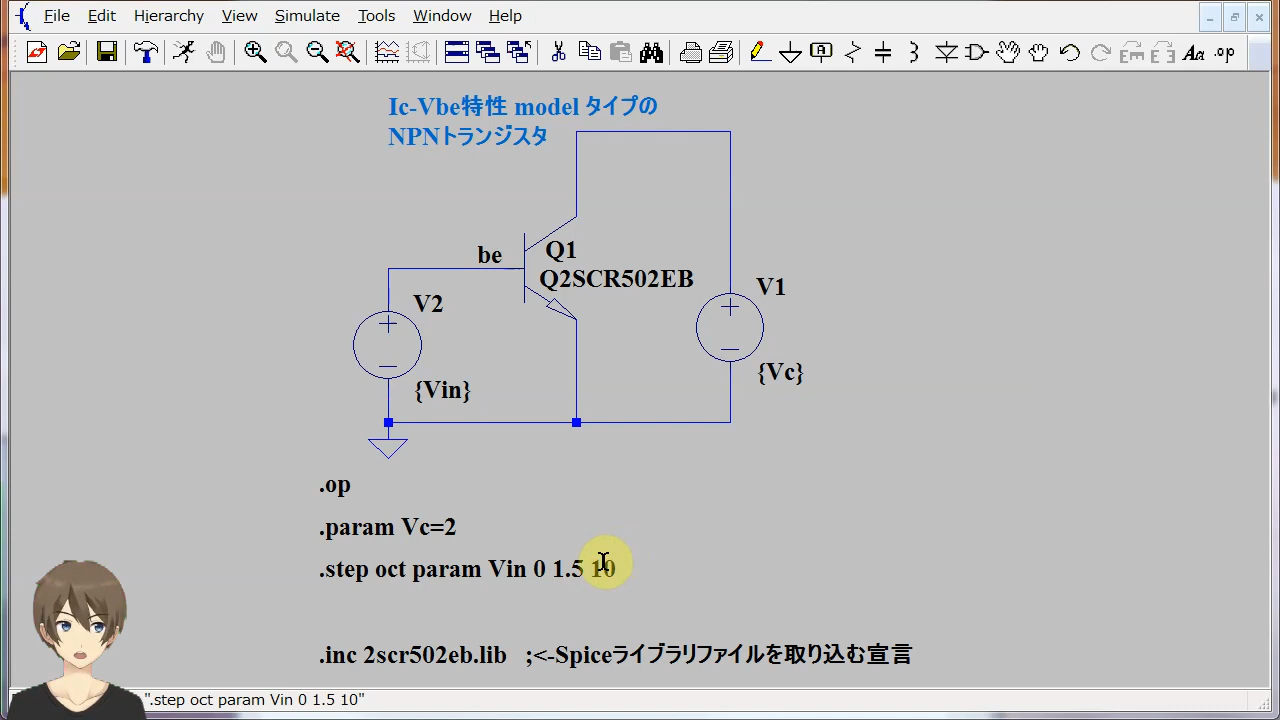 File Edit Hierarchy View Simulate Tools Window Help
Ic-Vbe特性 model タイプの
NPNトランジスタ
be
Q1
Q2SCR502EB
V2
{Vin}
V1
{Vc}
.op
.param Vc=2
.step oct param Vin 0 1.5 10
.inc 2scr502eb.lib ;<-Spiceライブラリファイルを取り込む宣言
".step oct param Vin 0 1.5 10"